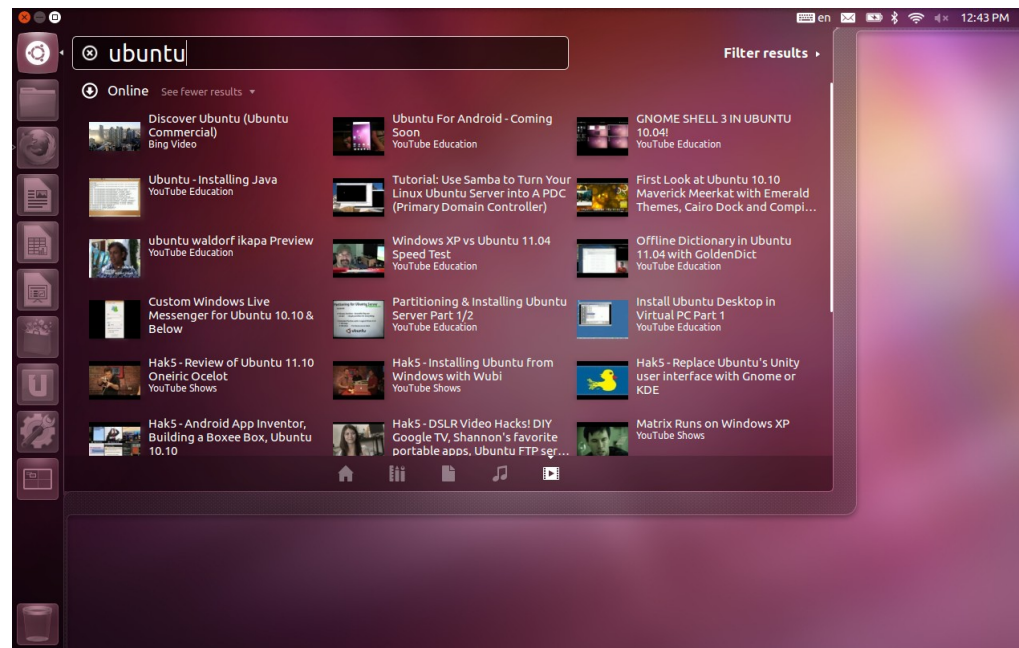 en 12:43 PM
ubuntu
Filter results
Online See fewer results
Discover Ubuntu (Ubuntu
Commercial)
Bing Video
Ubuntu For Android - Coming
Soon
YouTube Education
GNOME SHELL 3 IN UBUNTU
10.04!
YouTube Education
Ubuntu - Installing Java
YouTube Education
Tutorial: Use Samba to Turn Your
Linux Ubuntu Server into A PDC
(Primary Domain Controller)
First Look at Ubuntu 10.10
Maverick Meerkat with Emerald
Themes, Cairo Dock and Compi...
ubuntu waldorf ikapa Preview
YouTube Education
Windows XP vs Ubuntu 11.04
Speed Test
YouTube Education
Offline Dictionary in Ubuntu
11.04 with GoldenDict
YouTube Education
Custom Windows Live
Messenger for Ubuntu 10.10 &
Below
Partitioning & Installing Ubuntu
Server Part 1/2
YouTube Education
Install Ubuntu Desktop in
Virtual PC Part 1
YouTube Education
Hak5 - Review of Ubuntu 11.10
Oneiric Ocelot
YouTube Shows
Hak5 - Installing Ubuntu from
Windows with Wubi
YouTube Shows
Hak5 - Replace Ubuntu's Unity
user interface with Gnome or
KDE
Hak5 - Android App Inventor,
Building a Boxee Box, Ubuntu
10.10
Hak5 - DSLR Video Hacks! DIY
Google TV, Shannon's favorite
portable apps, Ubuntu FTP ser...
Matrix Runs on Windows XP
YouTube Shows
U